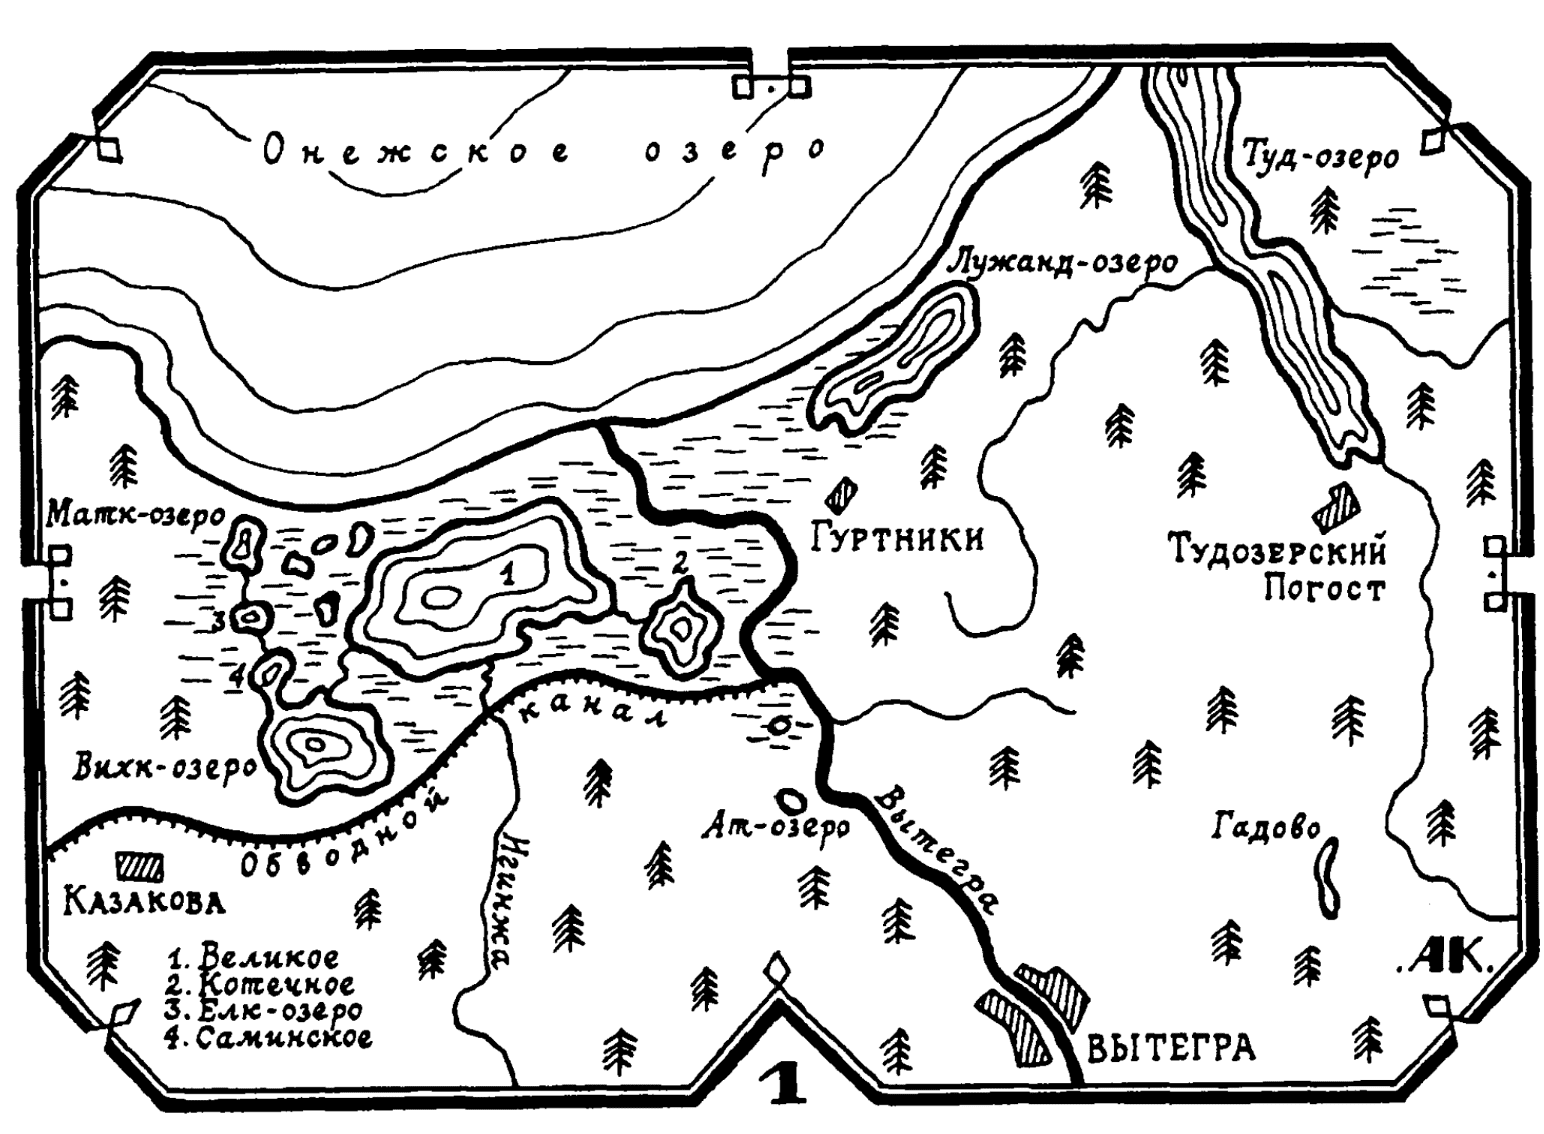 Онежское озеро
Туд-озеро
Лужанд-озеро
Матк-озеро
Гуртники
Тудозерский
Погост
1
2
3
4
Вихк-озеро
Обводной канал
Ат-озеро
Вытегра
Гадово
Казакова
Игинжа
1. Великое
2. Котечное
3. Елк-озеро
4. Саминское
.АК.
ВЫТЕГРА
1